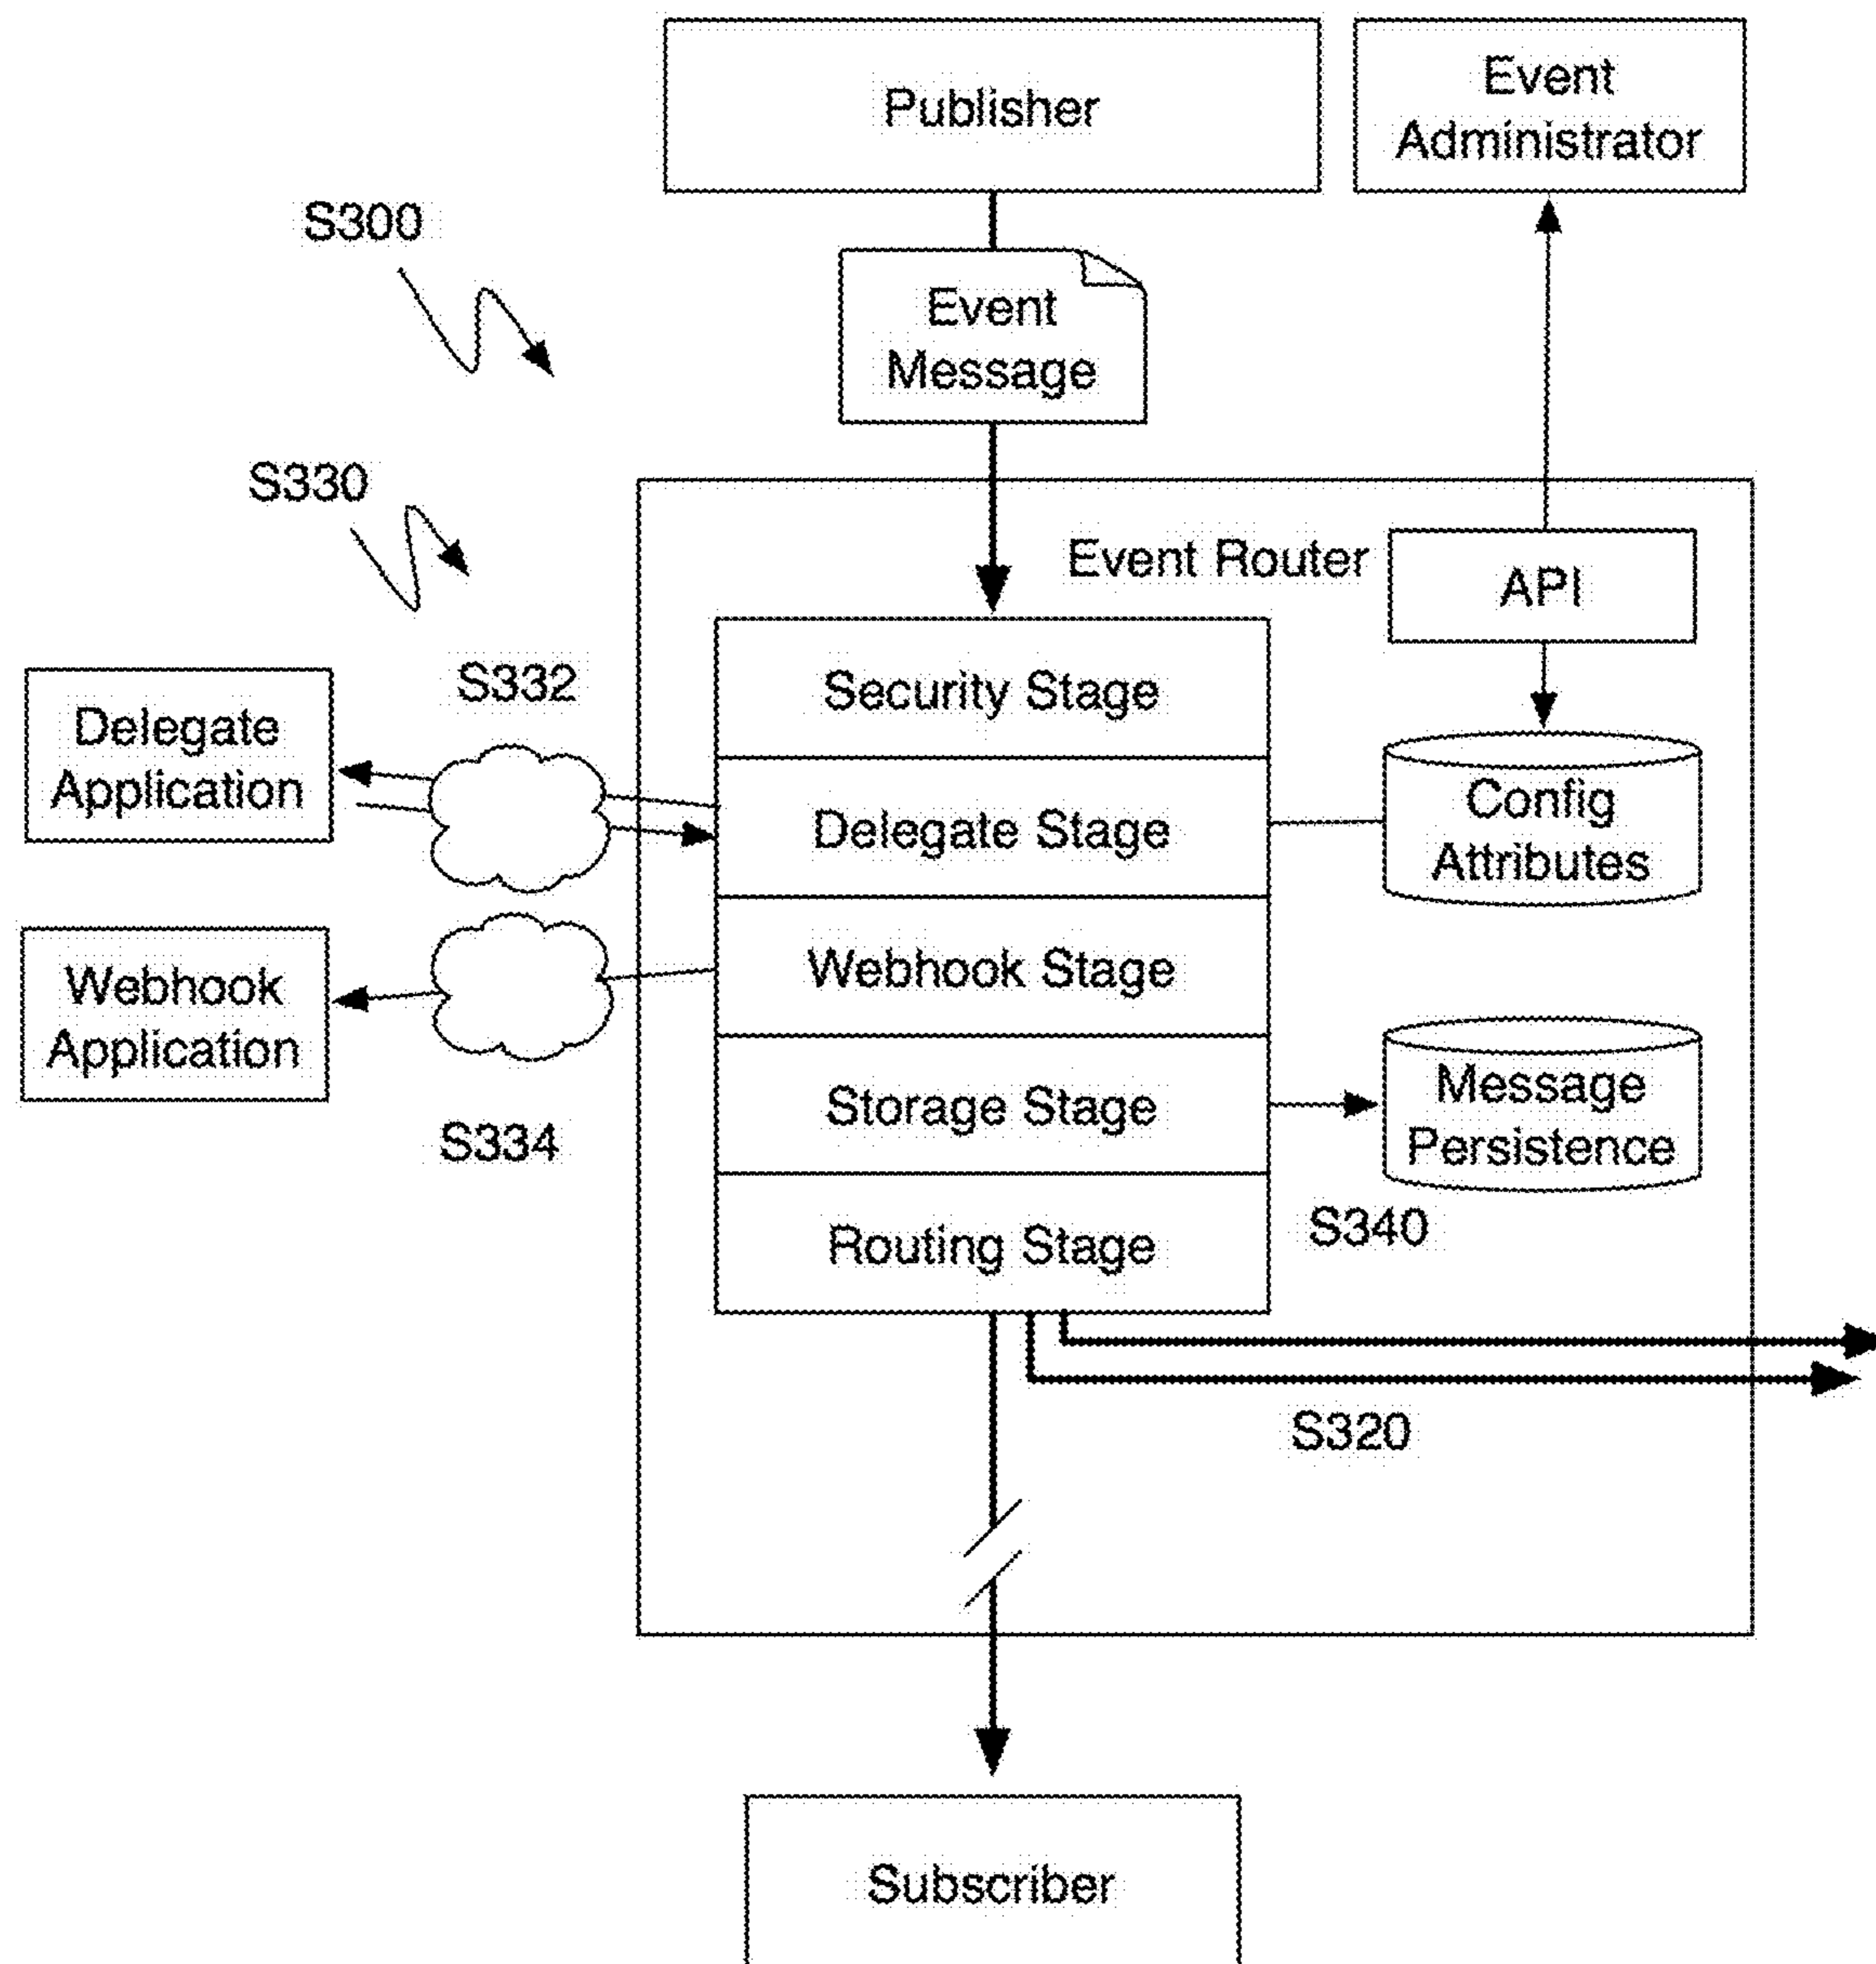 Publisher
Event
Administrator
S300
Event
Message
S330
Event Router
API
S332
Security Stage
Delegate
Application
Delegate Stage
Config
Attributes
Webhook
Application
Webhook Stage
Storage Stage
Message
Persistence
S334
Routing Stage
S340
S320
Subscriber